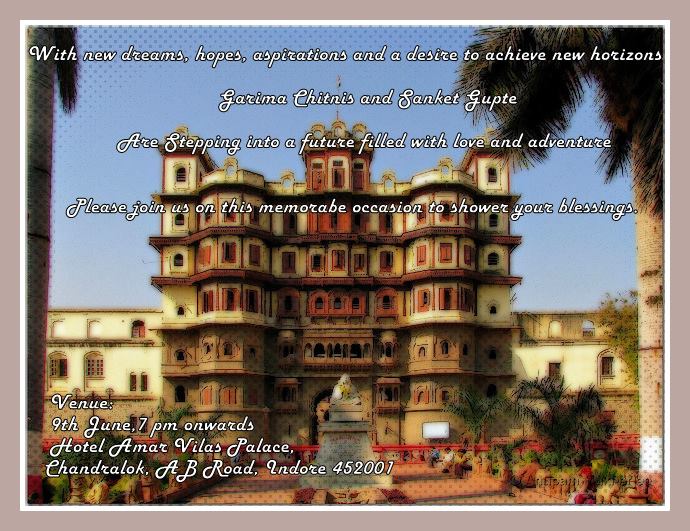 With new dreams, hopes, aspirations and a desire to achieve new horizons
Garima Chitnis and Sanket Gupte
Are Stepping into a future filled with love and adventure
Please join us on this memorabe occasion to shower your blessings.
Venue:
9th June,7 pm onwards
Hotel Amar Vilas Palace,
Chandralok, A B Road, Indore 452001